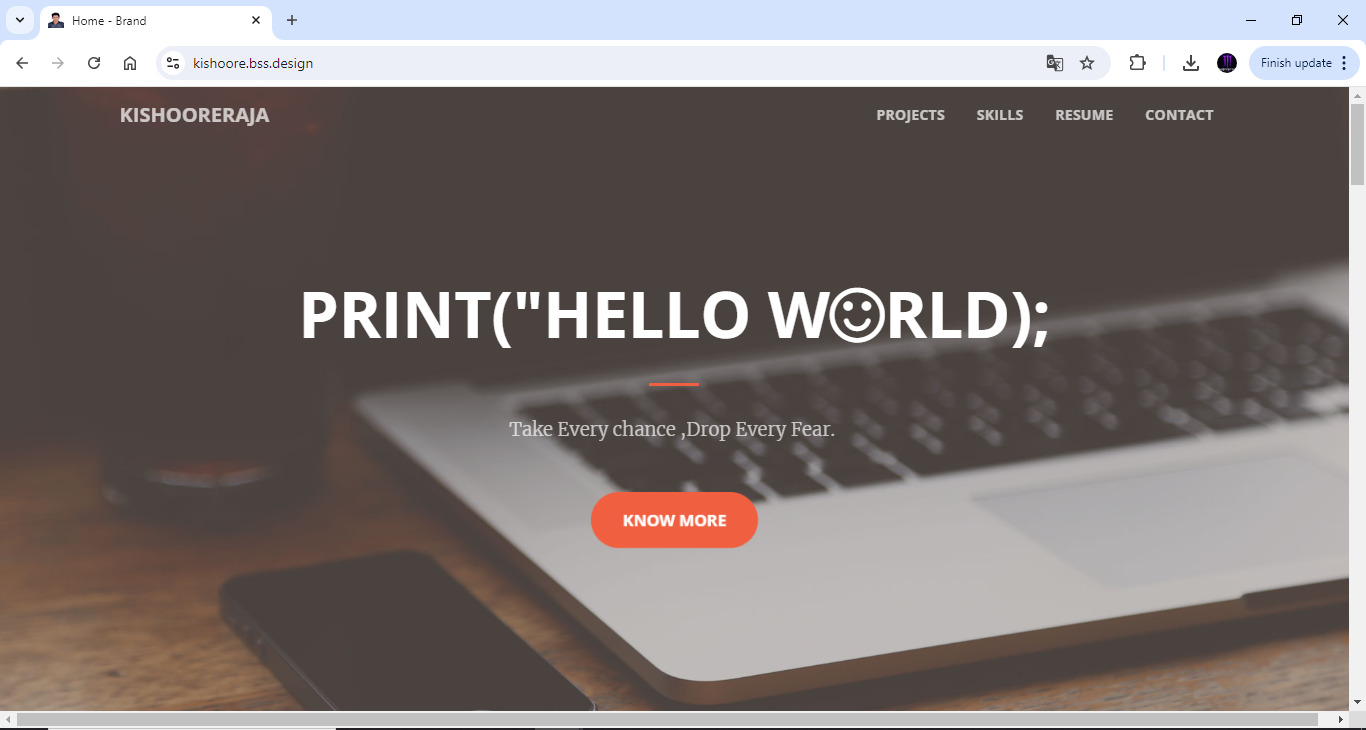 Home - Brand
kishoore.bss.design
Finish update
KISHOORERAJA
PROJECTS SKILLS RESUME CONTACT
PRINT("HELLO W☺RLD);
Take Every chance ,Drop Every Fear.
KNOW MORE